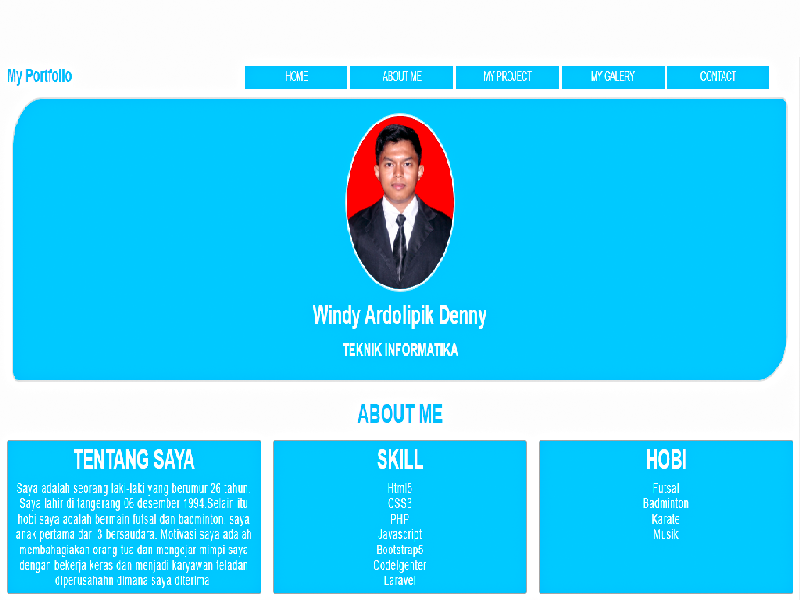 My Portfolio
HOME
ABOUT ME
MY PROJECT
MY GALERY
CONTACT
Windy Ardolipik Denny
TEKNIK INFORMATIKA
ABOUT ME
TENTANG SAYA
Saya adalah seorang laki-laki yang berumur 26 tahun.
Saya lahir di tangerang 06 desember 1994.Selain itu
hobi saya adalah bermain futsal dan badminton, saya
anak pertama dari 3 bersaudara. Motivasi saya adalah
membahagiakan orang tua dan mengejar mimpi saya
dengan bekerja keras dan menjadi karyawan teladan
diperusahahn dimana saya diterima
SKILL
Html5
CSS3
PHP
Javascript
Bootstrap5
CodeIgenter
Laravel
HOBI
Futsal
Badminton
Karate
Musik